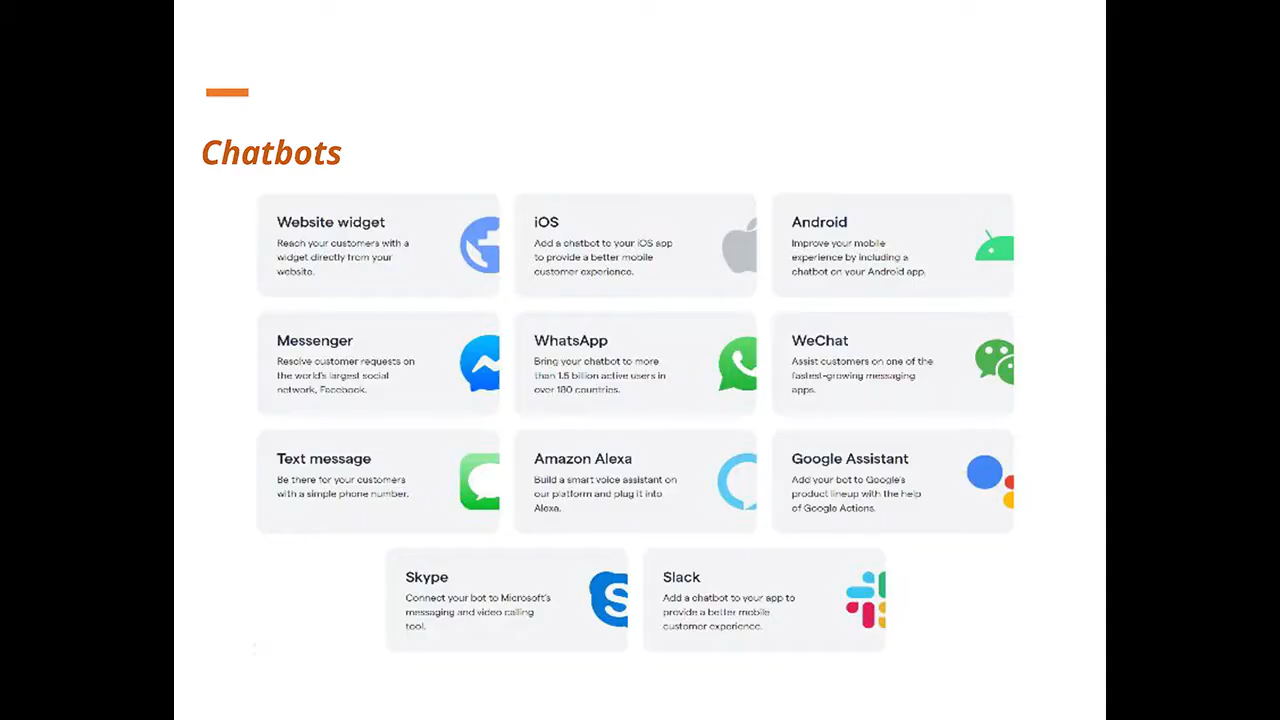 Chatbots
Website widget
Reach your customers with a
widget directly from your
website.
iOS
Add a chatbot to your iOS app
to provide a better mobile
customer experience.
Android
Improve your mobile
experience by including a
chatbot on your Android app.
Messenger
Resolve customer requests on
the world's largest social
network, Facebook.
WhatsApp
Bring your chatbot to more
than 1.5 billion active users in
over 180 countries.
WeChat
Assist customers on one of the
fastest-growing messaging
apps.
Text message
Be there for your customers
with a simple phone number.
Amazon Alexa
Build a smart voice assistant on
our platform and plug it into
Alexa.
Google Assistant
Add your bot to Google's
product lineup with the help
of Google Actions.
Skype
Connect your bot to Microsoft's
messaging and video calling
tool.
Slack
Add a chatbot to your app to
provide a better mobile
customer experience.